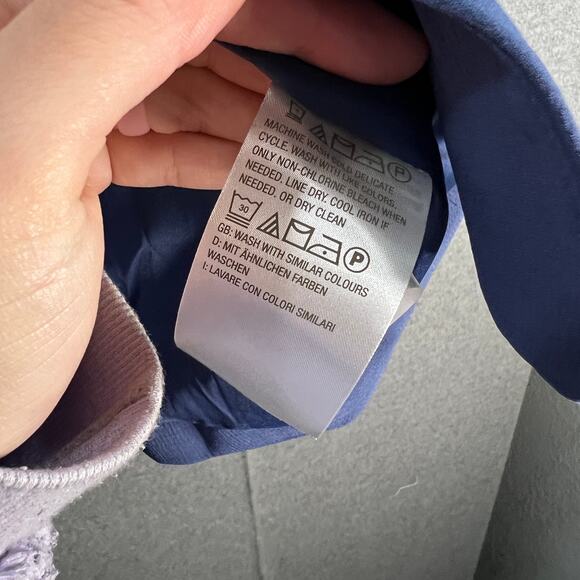 MACHINE WASH COLD DELICATE
CYCLE. WASH WITH LIKE COLORS,
ONLY NON-CHLORINE BLEACH WHEN
NEEDED, LINE DRY. COOL IRON IF
NEEDED, OR DRY CLEAN
30 P
GB: WASH WITH SIMILAR COLOURS
D: MIT ÄHNLICHEN FARBEN
WASCHEN
I: LAVARE CON COLORI SIMILARI